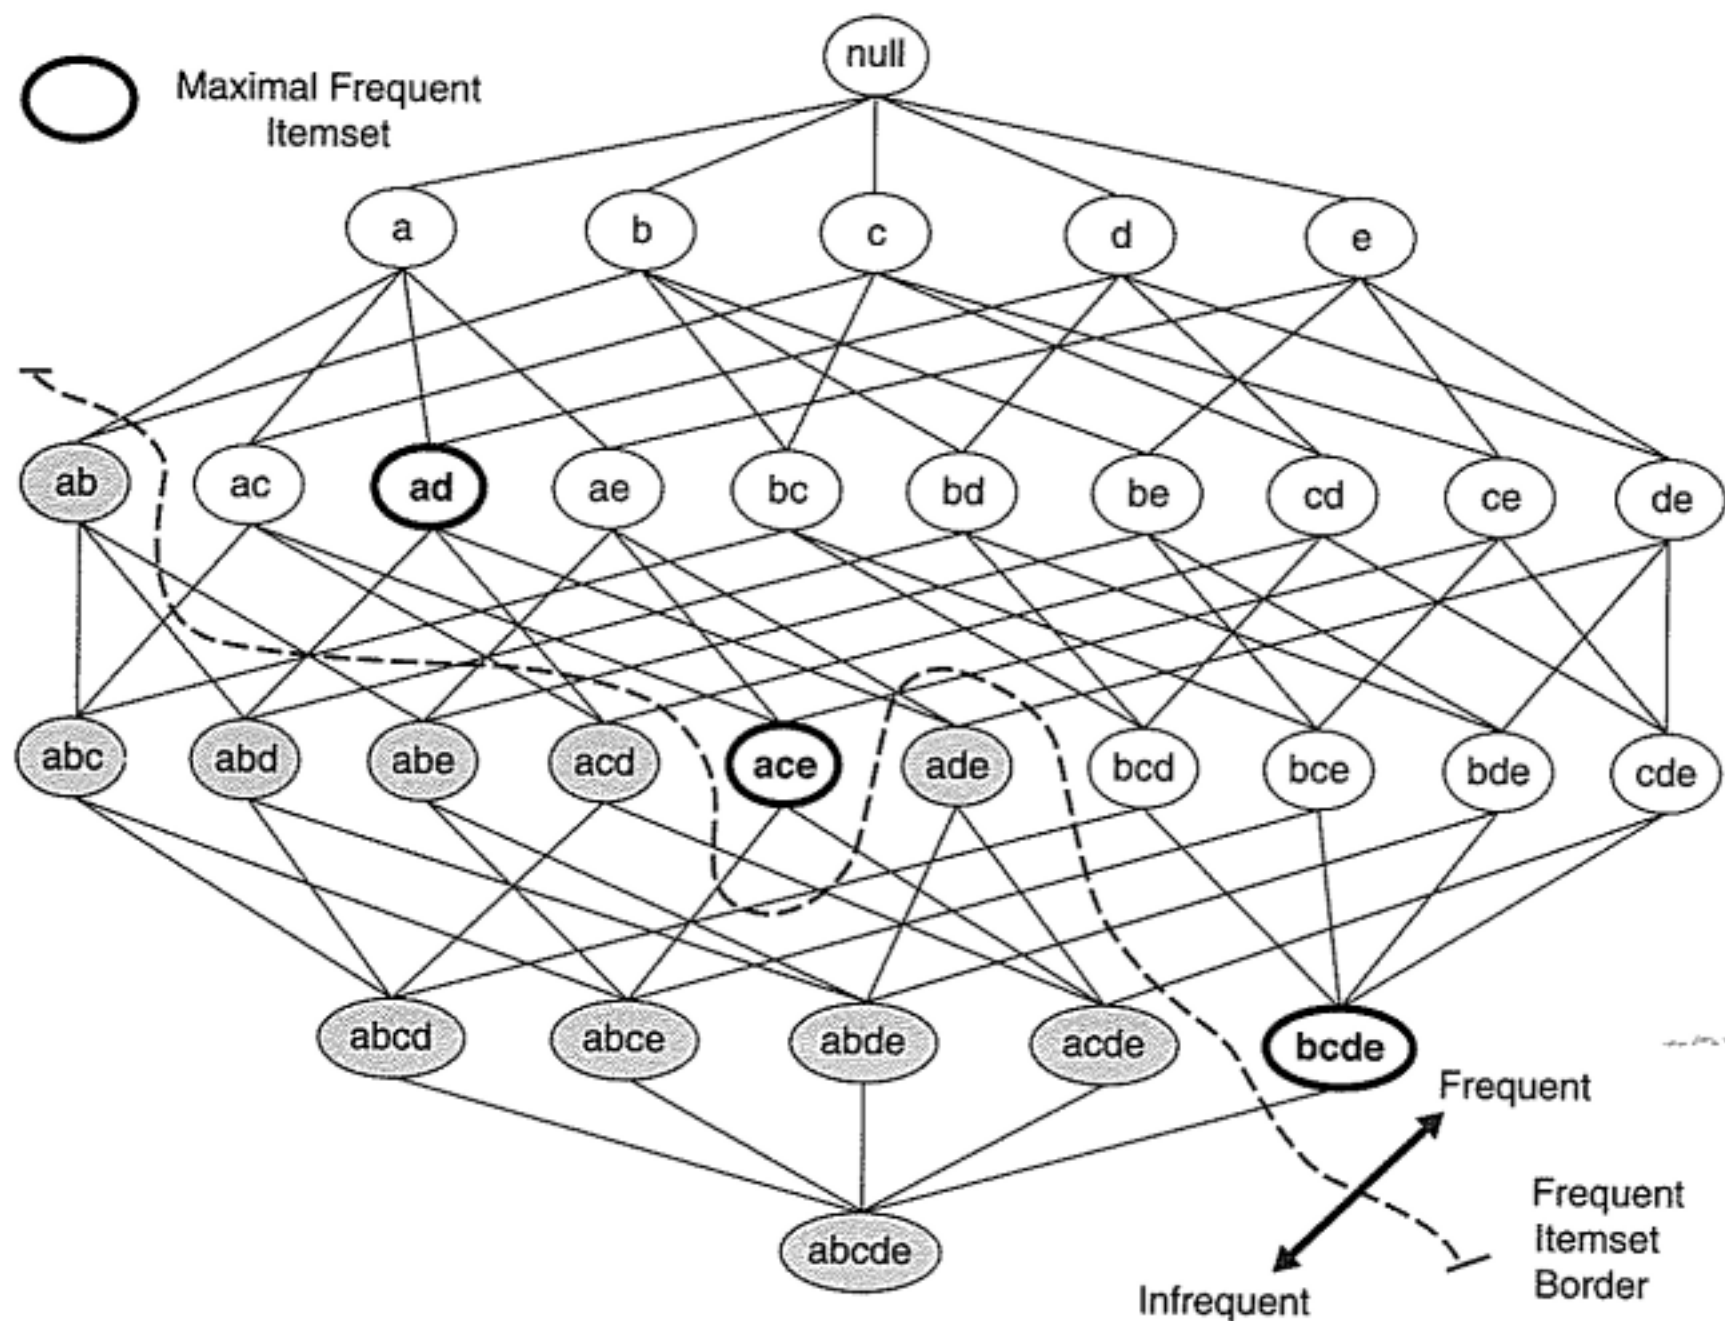 null
Maximal Frequent
Itemset
a b c d e
ab ac ad ae bc bd be cd ce de
abc abd abe acd ace ade bcd bce bde cde
abcd abce abde acde bcde
Frequent
Frequent
Itemset
Border
abcde
Infrequent